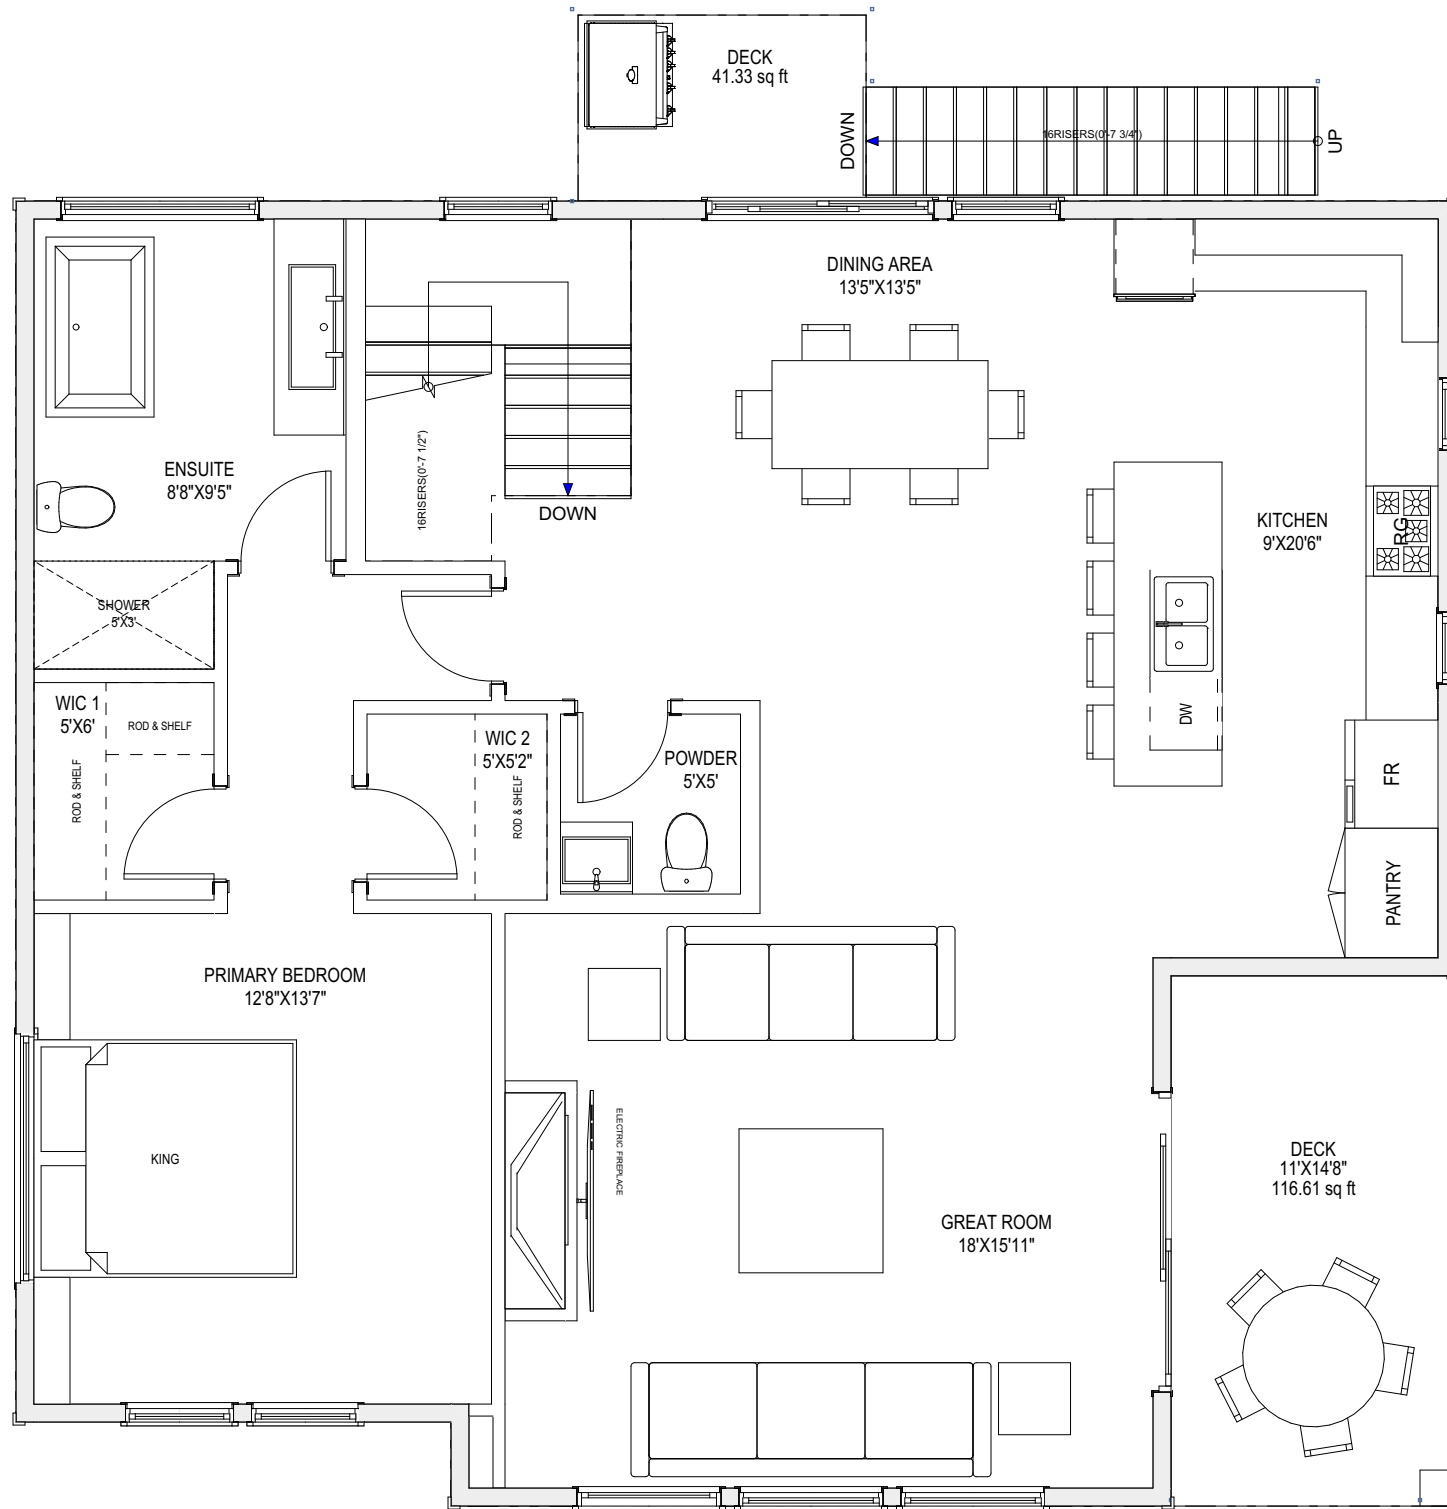 DECK
41.33 sq ft
DOWN
16RISERS(0'-7 3/4")
UP
DINING AREA
13'5"X13'5"
ENSUITE
8'8"X9'5"
16RISERS(0'-7 1/2")
DOWN
KITCHEN
9'X20'6"
RG
SHOWER
5'X3'
WIC 1
5'X6'
ROD & SHELF
ROD & SHELF
WIC 2
5'X5'2"
ROD & SHELF
POWDER
5'X5'
DW
FR
PANTRY
PRIMARY BEDROOM
12'8"X13'7"
KING
ELECTRIC FIREPLACE
GREAT ROOM
18'X15'11"
DECK
11'X14'8"
116.61 sq ft